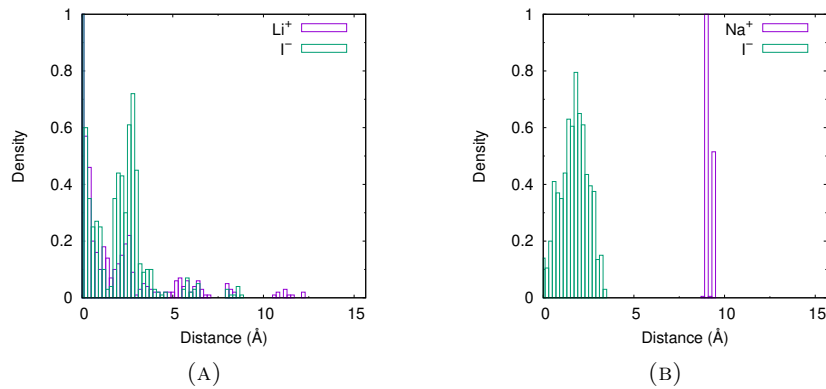 Li⁺
I⁻
1
0.8
0.6
0.4
0.2
0
Density
0 5 10 15
Distance (Å)
(A)
Na⁺
I⁻
1
0.8
0.6
0.4
0.2
0
Density
0 5 10 15
Distance (Å)
(B)